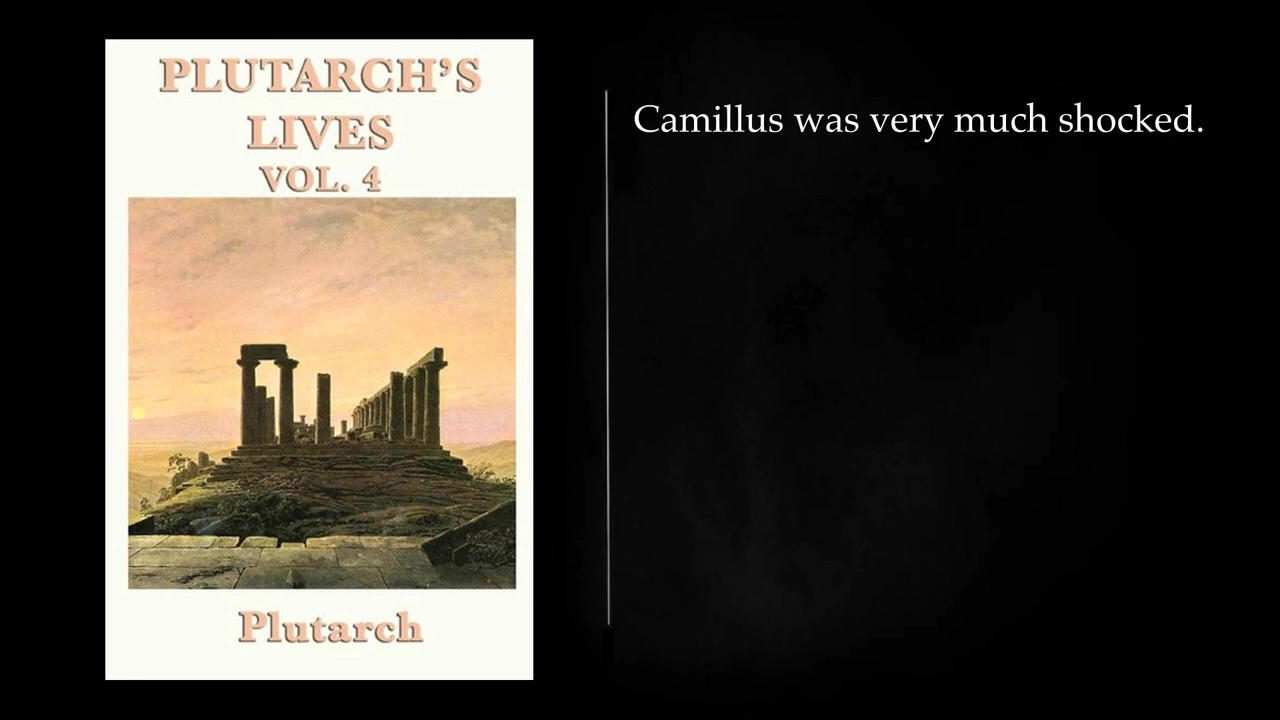 PLUTARCH'S
LIVES
VOL. 4
Plutarch
Camillus was very much shocked.